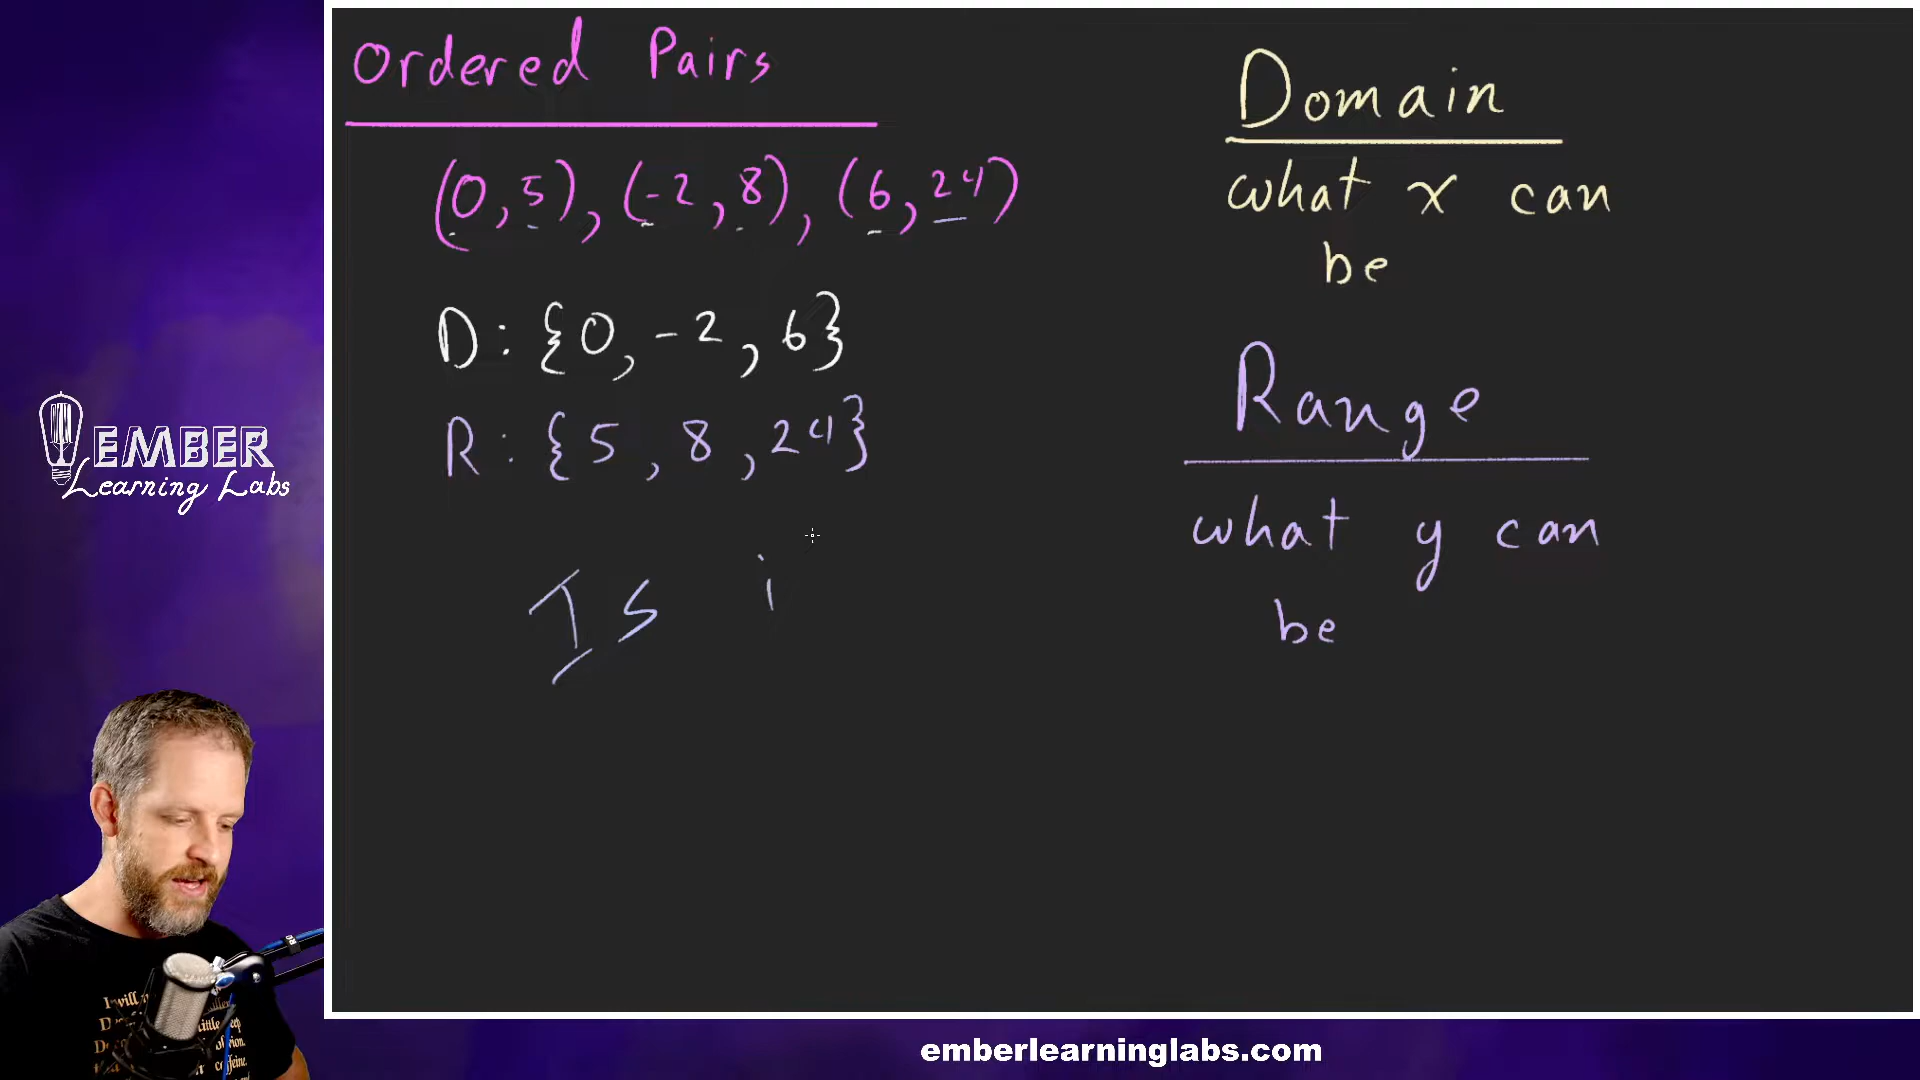 Ordered Pairs
(0,5), (-2,8), (6,24)
D: {0, -2, 6}
R: {5, 8, 24}
Is i
Domain
what x can
be
Range
what y can
be
EMBER
Learning Labs
emberlearninglabs.com